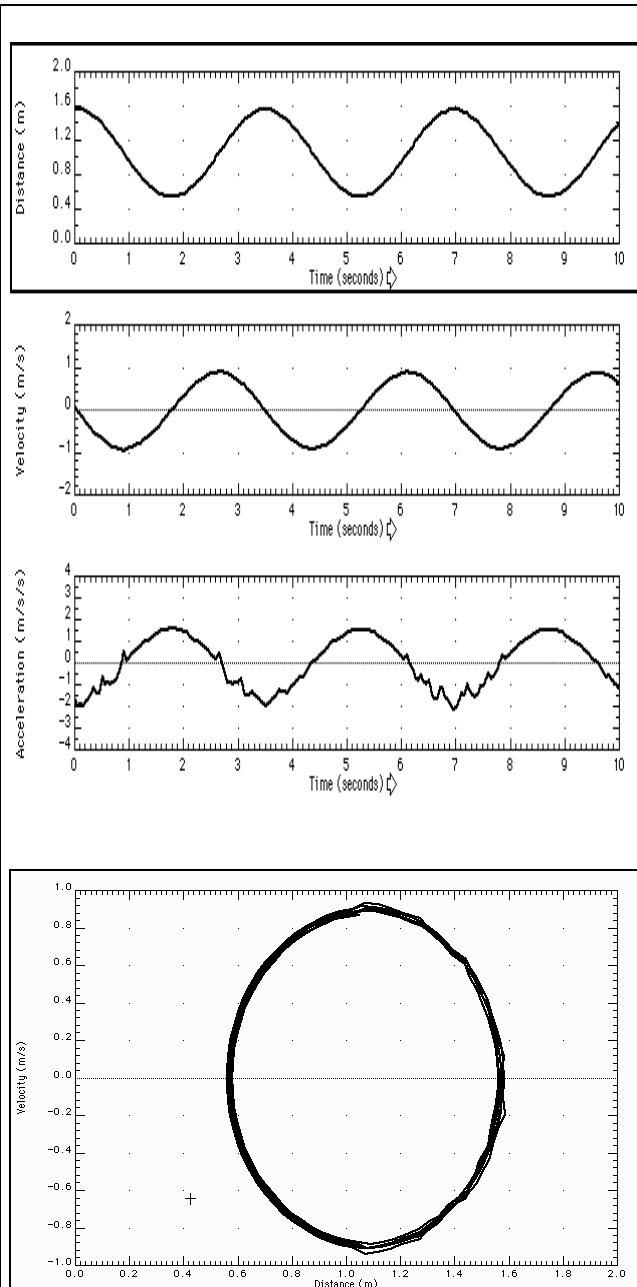 Distance (m)
2.0
1.6
1.2
0.8
0.4
0.0
0 1 2 3 4 5 6 7 8 9 10
Time (seconds)
Velocity (m/s)
2
1
0
-1
-2
0 1 2 3 4 5 6 7 8 9 10
Time (seconds)
Acceleration (m/s/s)
4
3
2
1
0
-1
-2
-3
-4
0 1 2 3 4 5 6 7 8 9 10
Time (seconds)
Velocity (m/s)
1.0
0.8
0.6
0.4
0.2
0.0
-0.2
-0.4
-0.6
-0.8
-1.0
0.0 0.2 0.4 0.6 0.8 1.0 1.2 1.4 1.6 1.8 2.0
Distance (m)